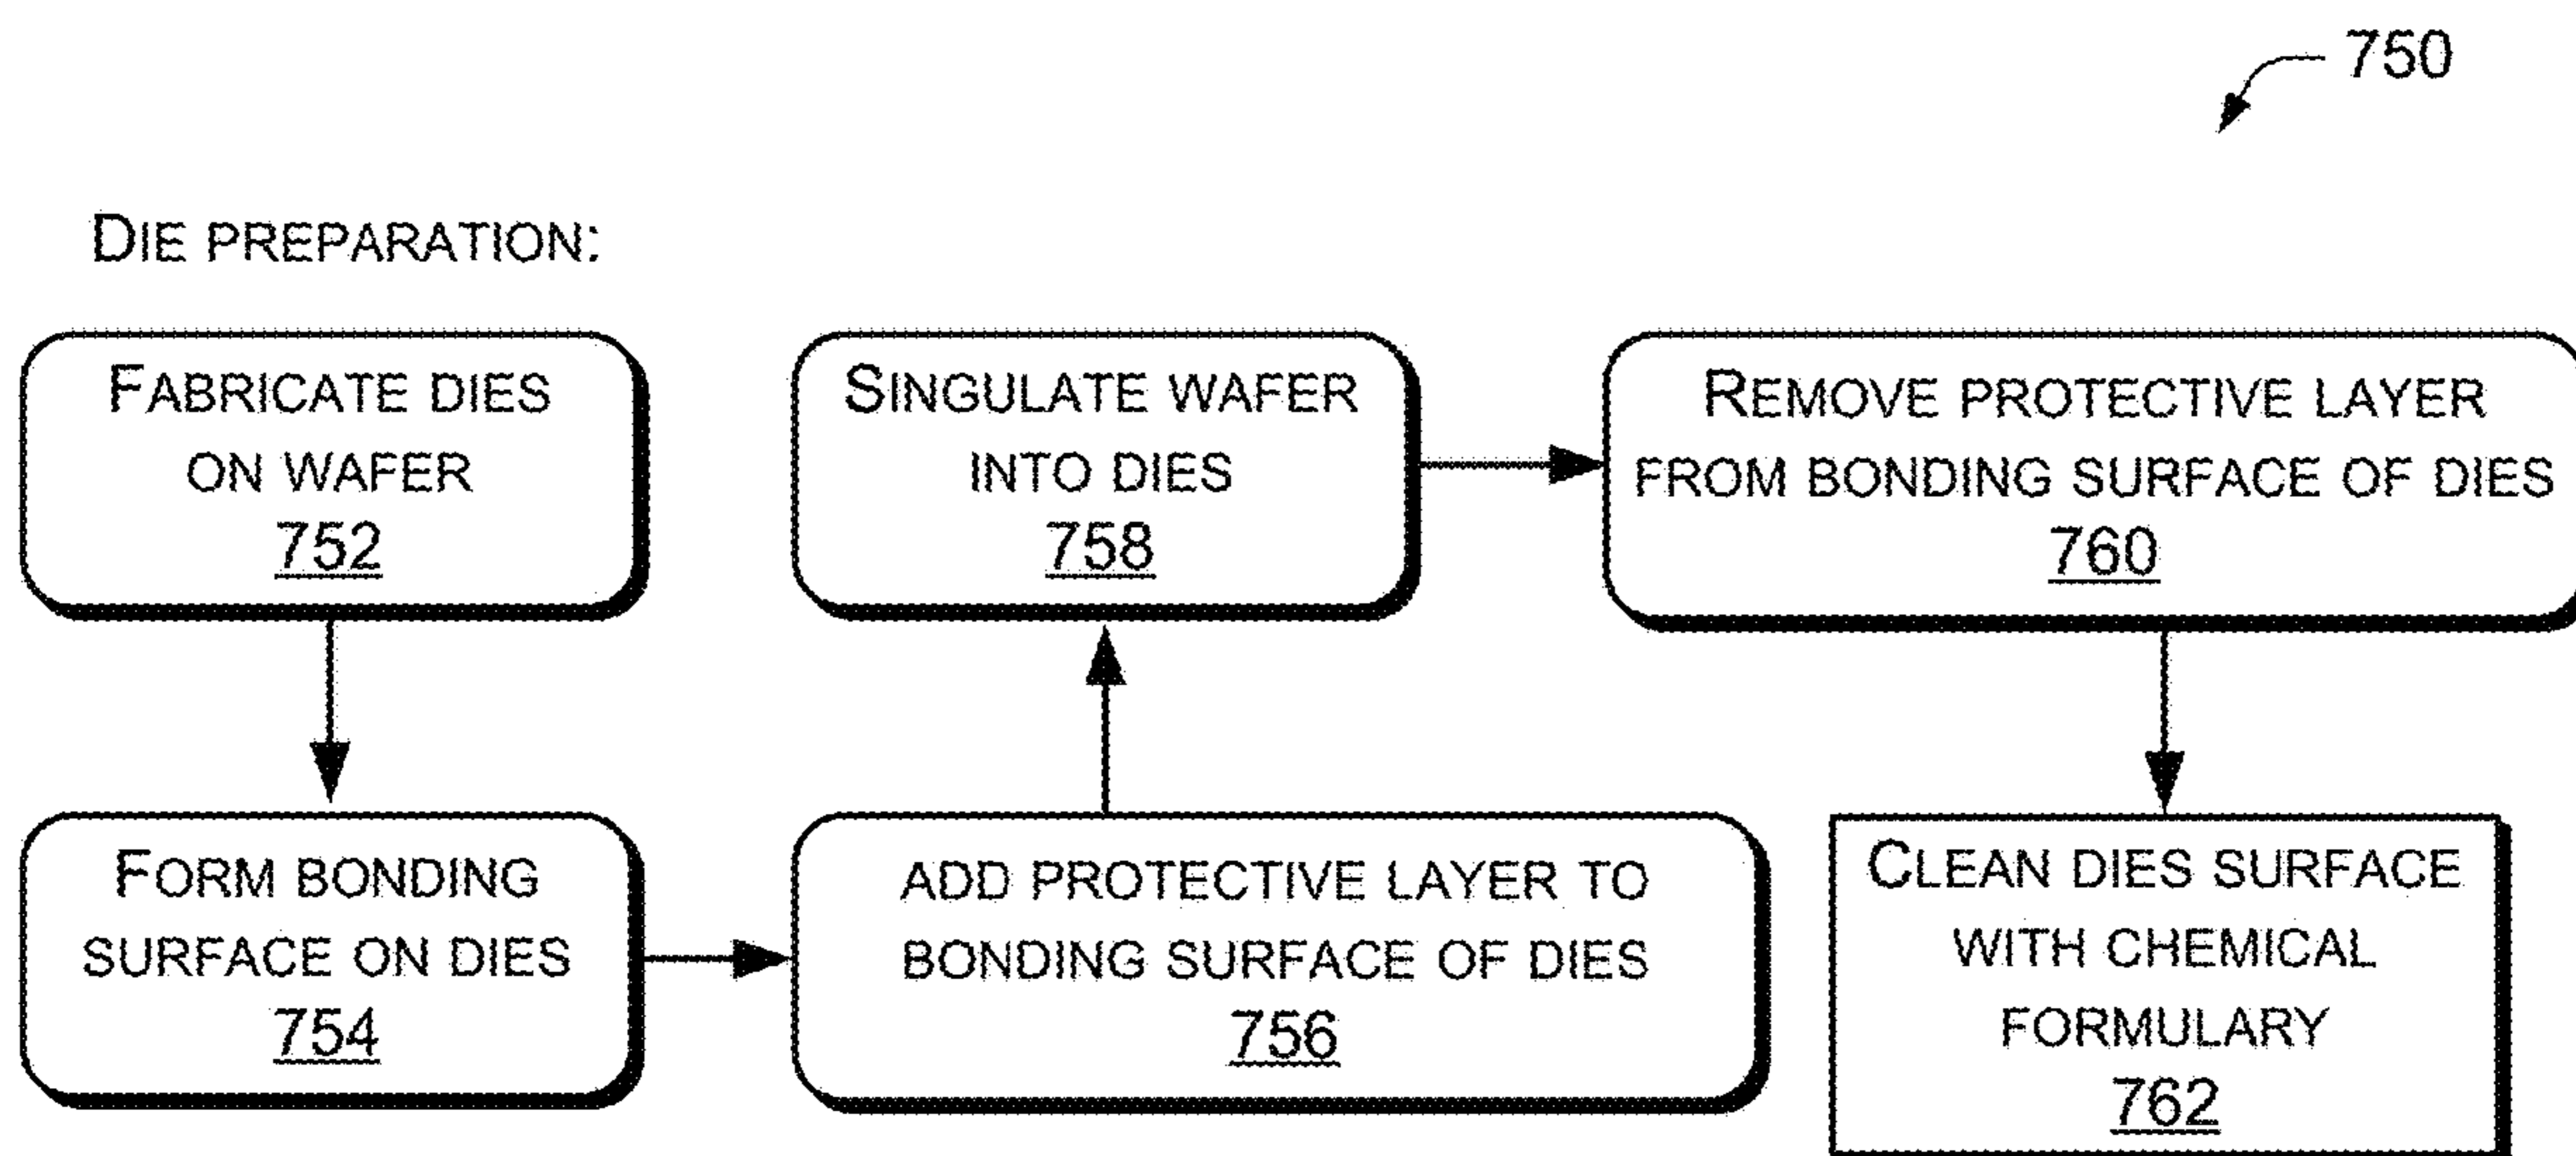 750
DIE PREPARATION:
FABRICATE DIES
ON WAFER
752
FORM BONDING
SURFACE ON DIES
754
ADD PROTECTIVE LAYER TO
BONDING SURFACE OF DIES
756
SINGULATE WAFER
INTO DIES
758
REMOVE PROTECTIVE LAYER
FROM BONDING SURFACE OF DIES
760
CLEAN DIES SURFACE
WITH CHEMICAL
FORMULARY
762